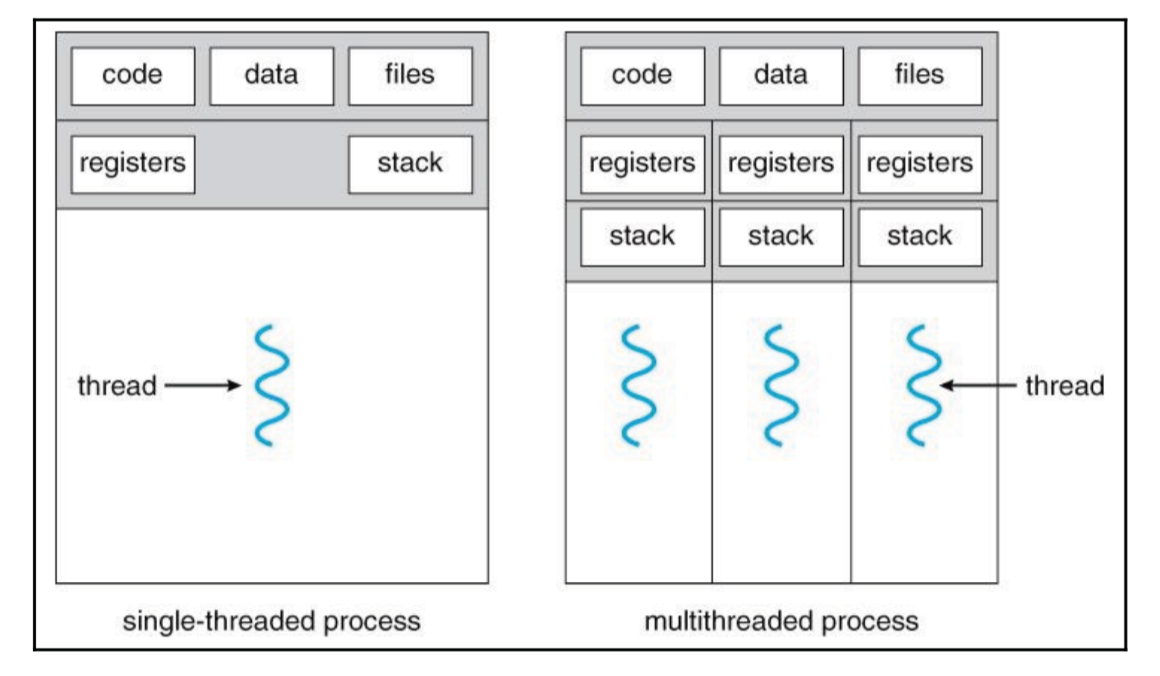 code data files
registers stack
thread
single-threaded process
code data files
registers registers registers
stack stack stack
thread
multithreaded process